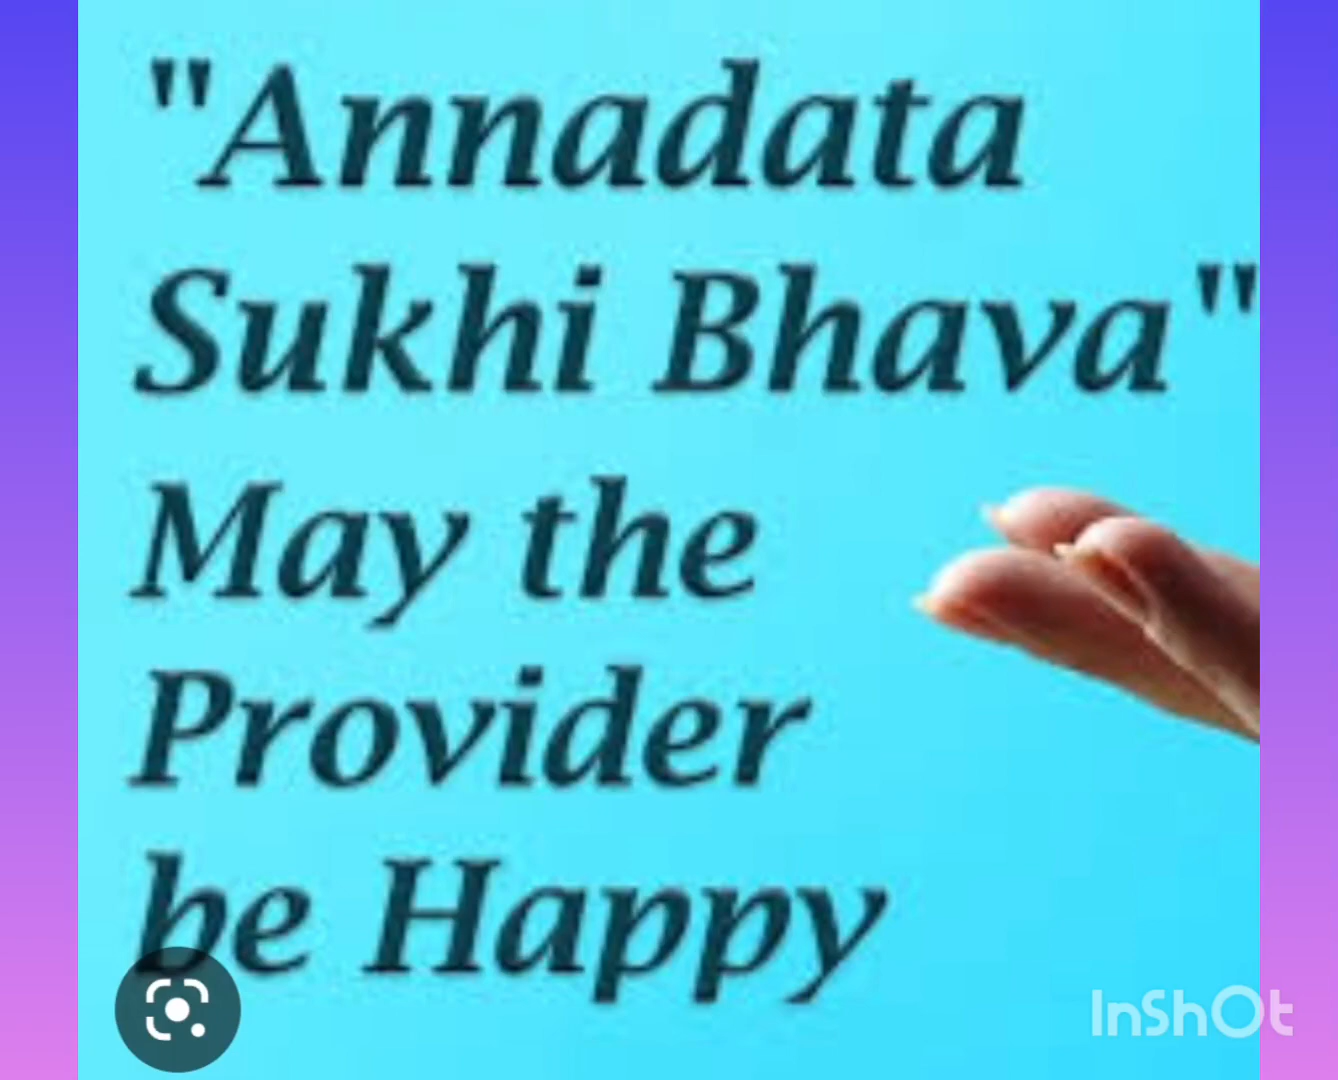 "Annadata
Sukhi Bhava"
May the
Provider
be Happy
InShOt